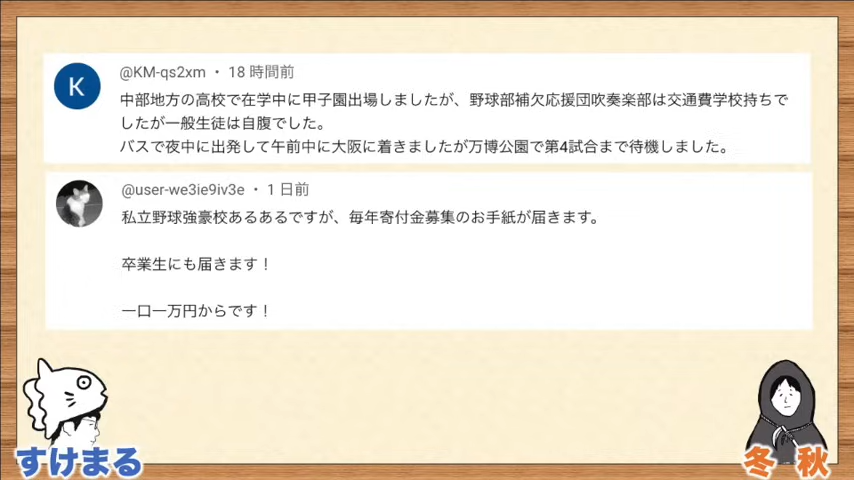 K
@KM-qs2xm ・ 18 時間前
中部地方の高校で在学中に甲子園出場しましたが、野球部補欠応援団吹奏楽部は交通費学校持ちで
したが一般生徒は自腹でした。
バスで夜中に出発して午前中に大阪に着きましたが万博公園で第4試合まで待機しました。
@user-we3ie9iv3e ・ 1 日前
私立野球強豪校あるあるですが、毎年寄付金募集のお手紙が届きます。
卒業生にも届きます！
一口一万円からです！
すけまる
冬 秋